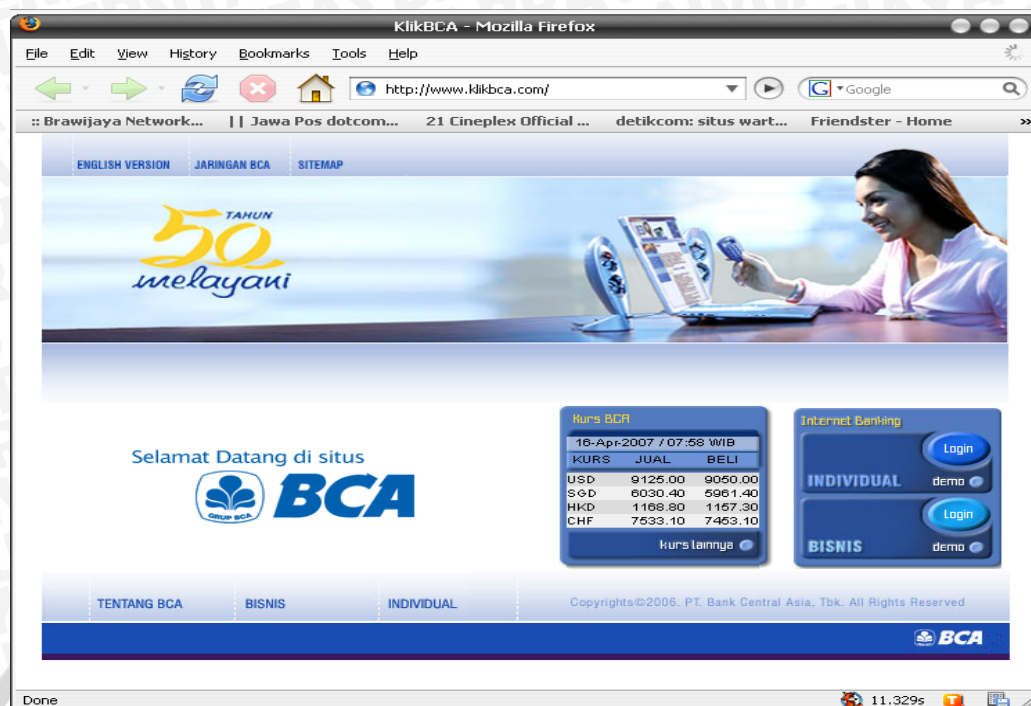 KlikBCA - Mozilla Firefox
File Edit View History Bookmarks Tools Help
http://www.klikbca.com/
G Google
:: Brawijaya Network... || Jawa Pos dotcom... 21 Cineplex Official ... detikcom: situs wart... Friendster - Home »
ENGLISH VERSION JARINGAN BCA SITEMAP
50 TAHUN
melayani
Selamat Datang di situs
GRUP BCA BCA
Kurs BCA
16-Apr-2007 / 07:58 WIB
KURS JUAL BELI
USD 9125.00 9050.00
SGD 6030.40 5961.40
HKD 1168.80 1157.30
CHF 7533.10 7453.10
kurs lainnya
Internet Banking
Login
INDIVIDUAL demo
Login
BISNIS demo
TENTANG BCA BISNIS INDIVIDUAL Copyrights©2006. PT. Bank Central Asia, Tbk. All Rights Reserved
BCA
Done 11.329s